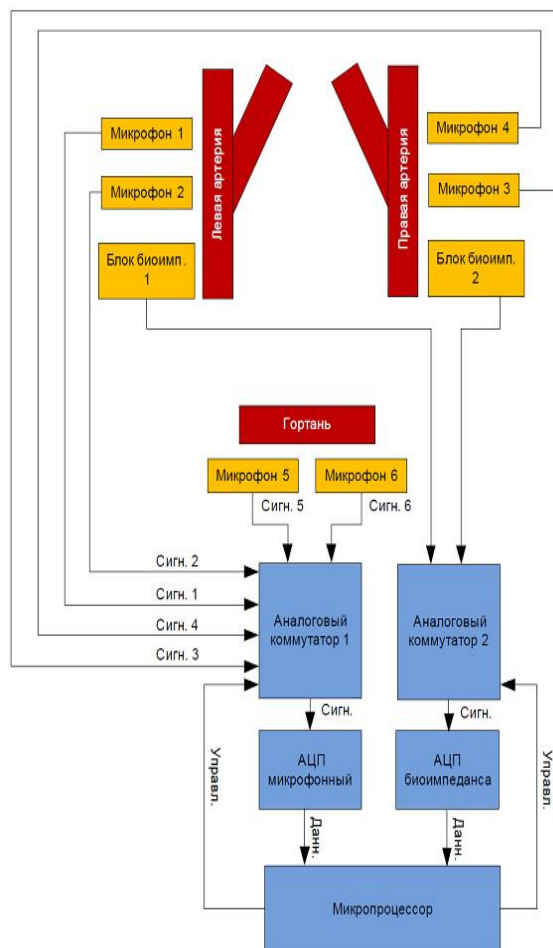 Микрофон 1
Микрофон 2
Блок биоимп.
1
Левая артерия
Правая артерия
Микрофон 4
Микрофон 3
Блок биоимп.
2
Гортань
Микрофон 5
Микрофон 6
Сигн. 5
Сигн. 6
Сигн. 2
Сигн. 1
Сигн. 4
Сигн. 3
Аналоговый
коммутатор 1
Аналоговый
коммутатор 2
Сигн.
Сигн.
Управл.
АЦП
микрофонный
АЦП
биоимпеданса
Управл.
Данн.
Данн.
Микропроцессор